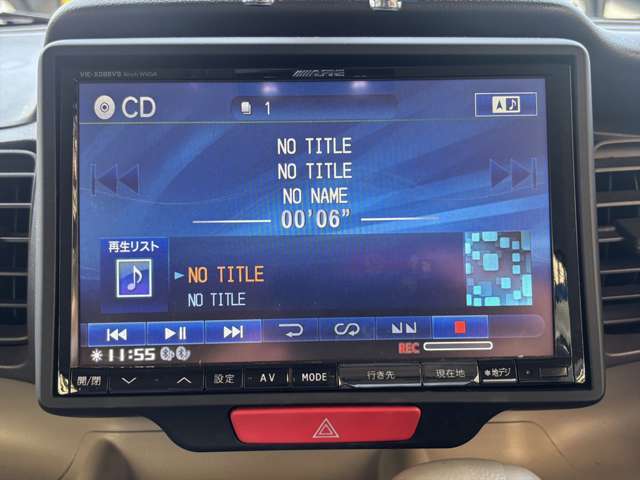 VIE-X088VS 8inch WVGA
ALPINE
CD
1
NO TITLE
NO TITLE
NO NAME
00'06"
再生リスト
NO TITLE
NO TITLE
REC
11:55
開/閉
設定
AV
MODE
行き先
現在地
*地デジ